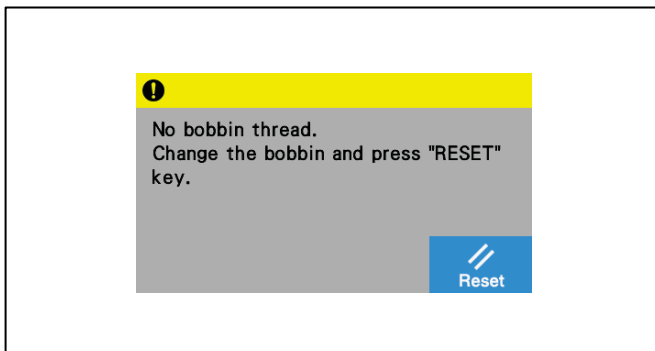 No bobbin thread.
Change the bobbin and press "RESET"
key.
Reset